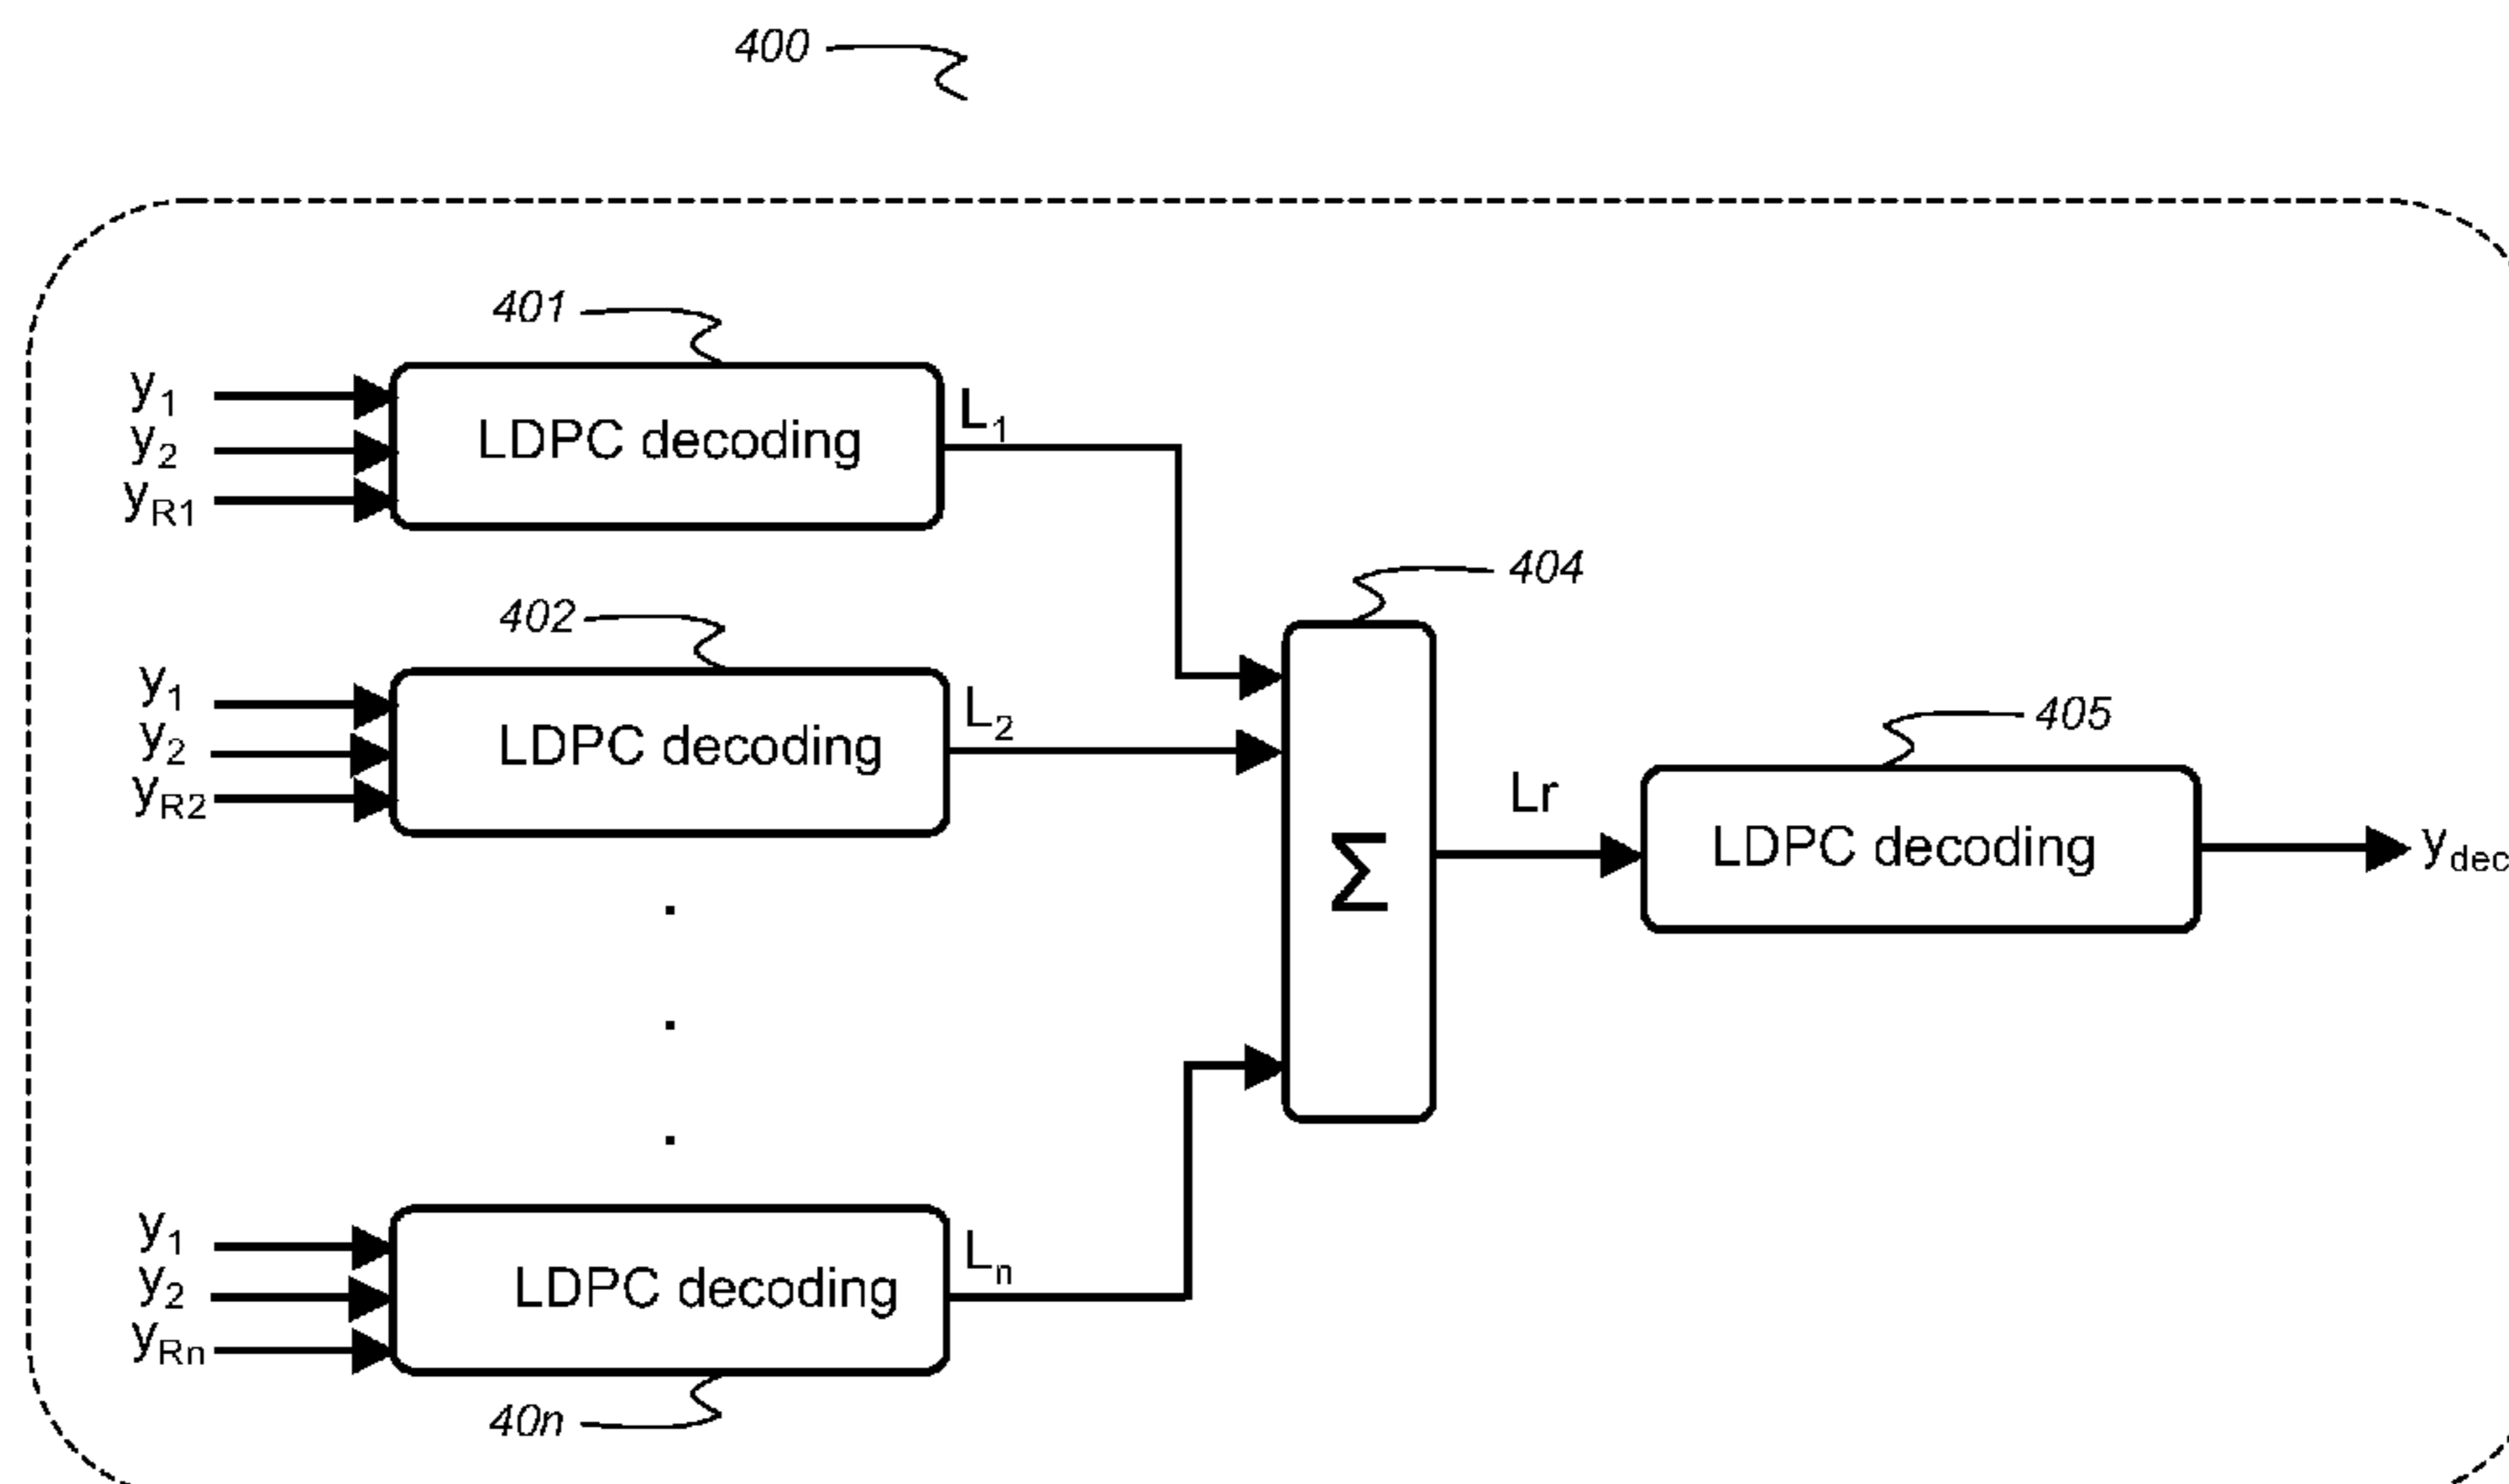 400
401
y1
y2
yR1
LDPC decoding
L1
402
y1
y2
yR2
LDPC decoding
L2
404
Σ
Lr
405
LDPC decoding
ydec
.
.
.
y1
y2
yRn
LDPC decoding
Ln
40n